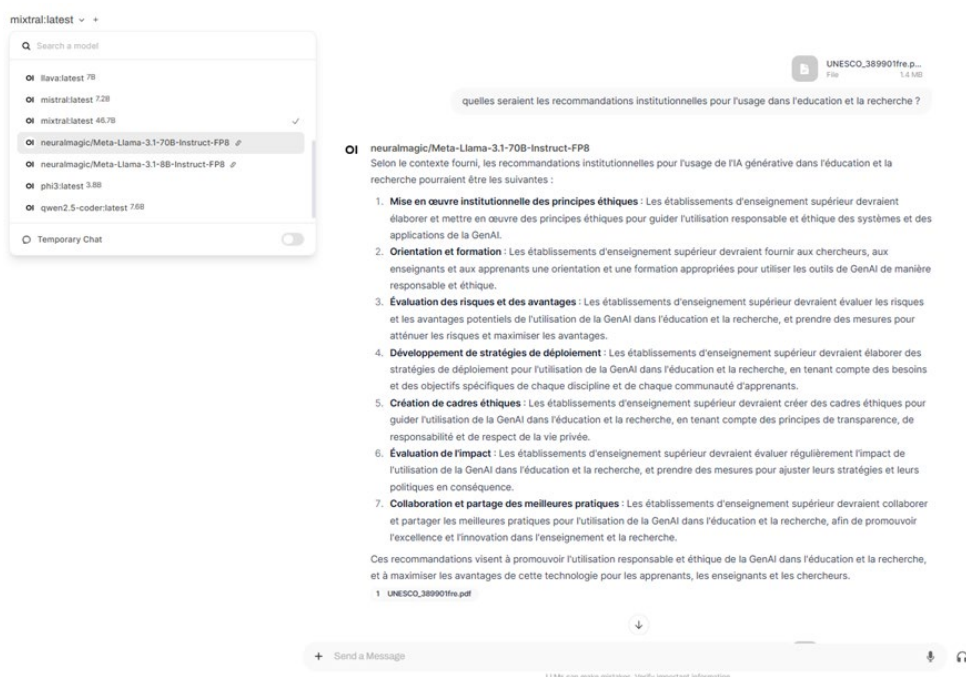 mixtral:latest
Search a model
llava:latest 7B
mistral:latest 7.2B
mixtral:latest 46.7B
neuralmagic/Meta-Llama-3.1-70B-Instruct-FP8
neuralmagic/Meta-Llama-3.1-8B-Instruct-FP8
phi3:latest 3.8B
qwen2.5-coder:latest 7.6B
Temporary Chat
UNESCO_389901fre.p...
File 1.4 MB
quelles seraient les recommandations institutionnelles pour l'usage dans l'education et la recherche ?
OI neuralmagic/Meta-Llama-3.1-70B-Instruct-FP8
Selon le contexte fourni, les recommandations institutionnelles pour l'usage de l'IA générative dans l'éducation et la
recherche pourraient être les suivantes :
1. Mise en œuvre institutionnelle des principes éthiques : Les établissements d'enseignement supérieur devraient
élaborer et mettre en œuvre des principes éthiques pour guider l'utilisation responsable et éthique des systèmes et des
applications de la GenAI.
2. Orientation et formation : Les établissements d'enseignement supérieur devraient fournir aux chercheurs, aux
enseignants et aux apprenants une orientation et une formation appropriées pour utiliser les outils de GenAI de manière
responsable et éthique.
3. Évaluation des risques et des avantages : Les établissements d'enseignement supérieur devraient évaluer les risques
et les avantages potentiels de l'utilisation de la GenAI dans l'éducation et la recherche, et prendre des mesures pour
atténuer les risques et maximiser les avantages.
4. Développement de stratégies de déploiement : Les établissements d'enseignement supérieur devraient élaborer des
stratégies de déploiement pour l'utilisation de la GenAI dans l'éducation et la recherche, en tenant compte des besoins
et des objectifs spécifiques de chaque discipline et de chaque communauté d'apprenants.
5. Création de cadres éthiques : Les établissements d'enseignement supérieur devraient créer des cadres éthiques pour
guider l'utilisation de la GenAI dans l'éducation et la recherche, en tenant compte des principes de transparence, de
responsabilité et de respect de la vie privée.
6. Évaluation de l'impact : Les établissements d'enseignement supérieur devraient évaluer régulièrement l'impact de
l'utilisation de la GenAI dans l'éducation et la recherche, et prendre des mesures pour ajuster leurs stratégies et leurs
politiques en conséquence.
7. Collaboration et partage des meilleures pratiques : Les établissements d'enseignement supérieur devraient collaborer
et partager les meilleures pratiques pour l'utilisation de la GenAI dans l'éducation et la recherche, afin de promouvoir
l'excellence et l'innovation dans l'enseignement et la recherche.
Ces recommandations visent à promouvoir l'utilisation responsable et éthique de la GenAI dans l'éducation et la recherche,
et à maximiser les avantages de cette technologie pour les apprenants, les enseignants et les chercheurs.
1 UNESCO_389901fre.pdf
Send a Message
LLMs can make mistakes. Verify important information.